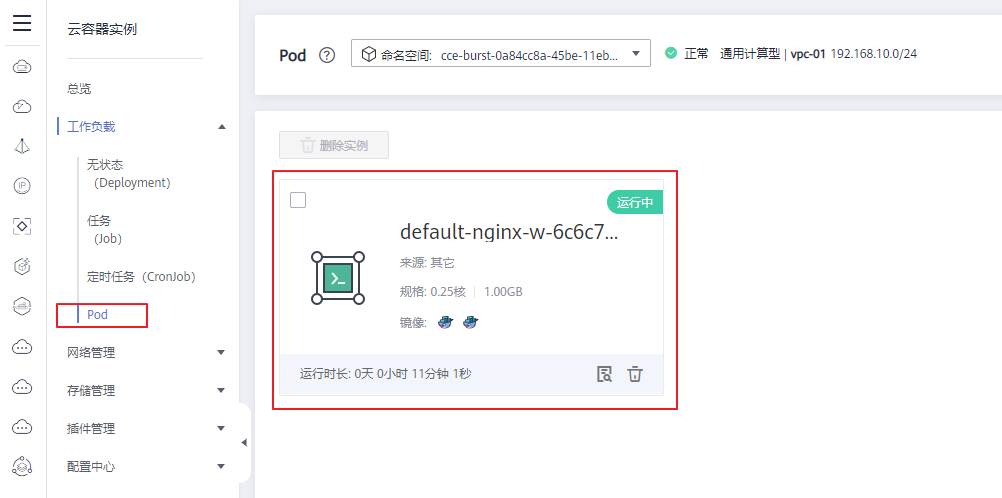 云容器实例
总览
工作负载
无状态
（Deployment）
任务
（Job）
定时任务（CronJob）
Pod
网络管理
存储管理
插件管理
配置中心
Pod ? 命名空间: cce-burst-0a84cc8a-45be-11eb... 正常 通用计算型 | vpc-01 192.168.10.0/24
删除实例
运行中
default-nginx-w-6c6c7...
来源: 其它
规格: 0.25核 | 1.00GB
镜像:
运行时长: 0天 0小时 11分钟 1秒
IP